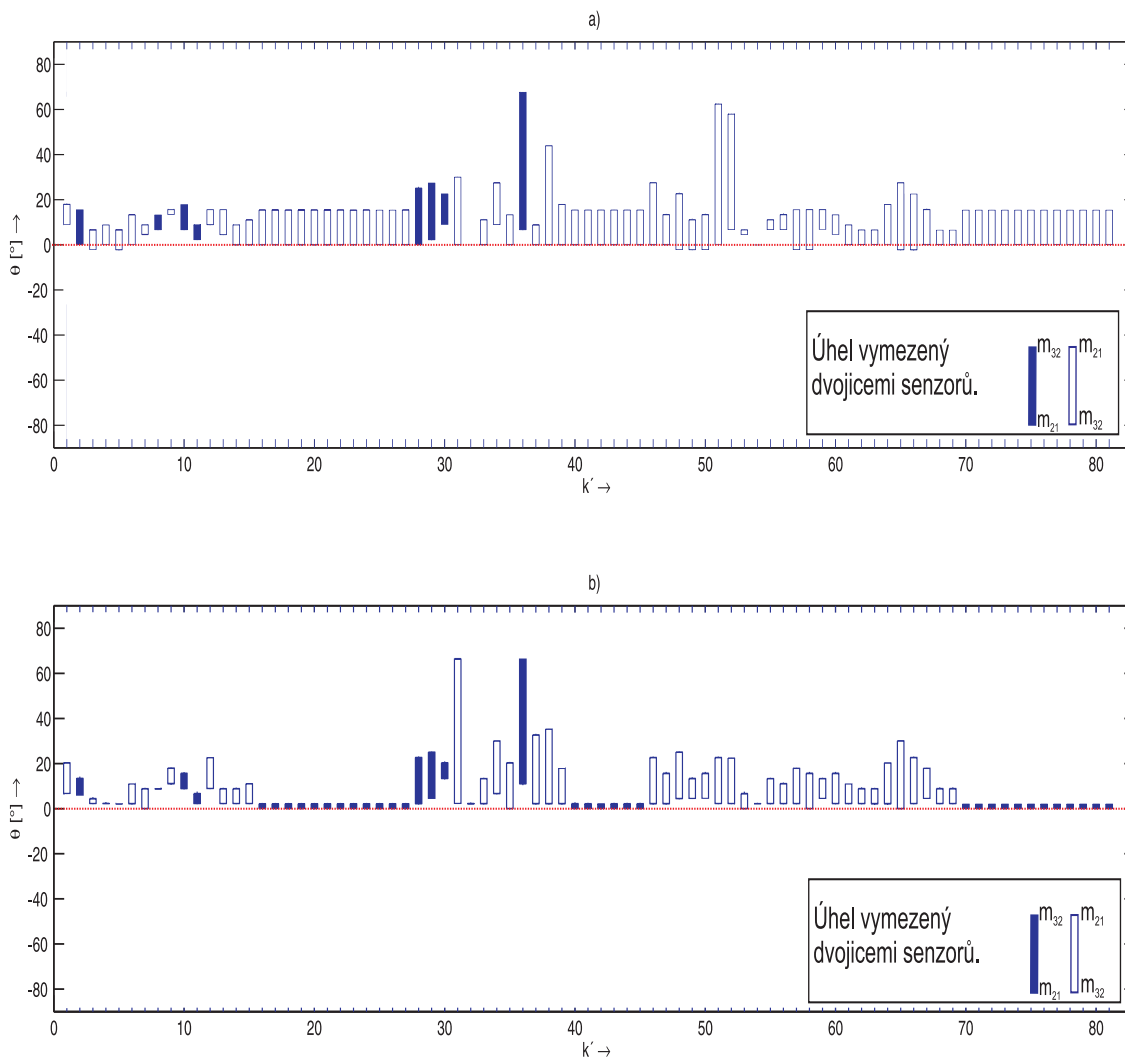 a)
80
60
40
20
0
-20
-40
-60
-80
θ [°] →
0 10 20 30 40 50 60 70 80
k´ →
Úhel vymezený
dvojicemi senzorů.
m32 m21
m21 m32
b)
80
60
40
20
0
-20
-40
-60
-80
θ [°] →
0 10 20 30 40 50 60 70 80
k´ →
Úhel vymezený
dvojicemi senzorů.
m32 m21
m21 m32